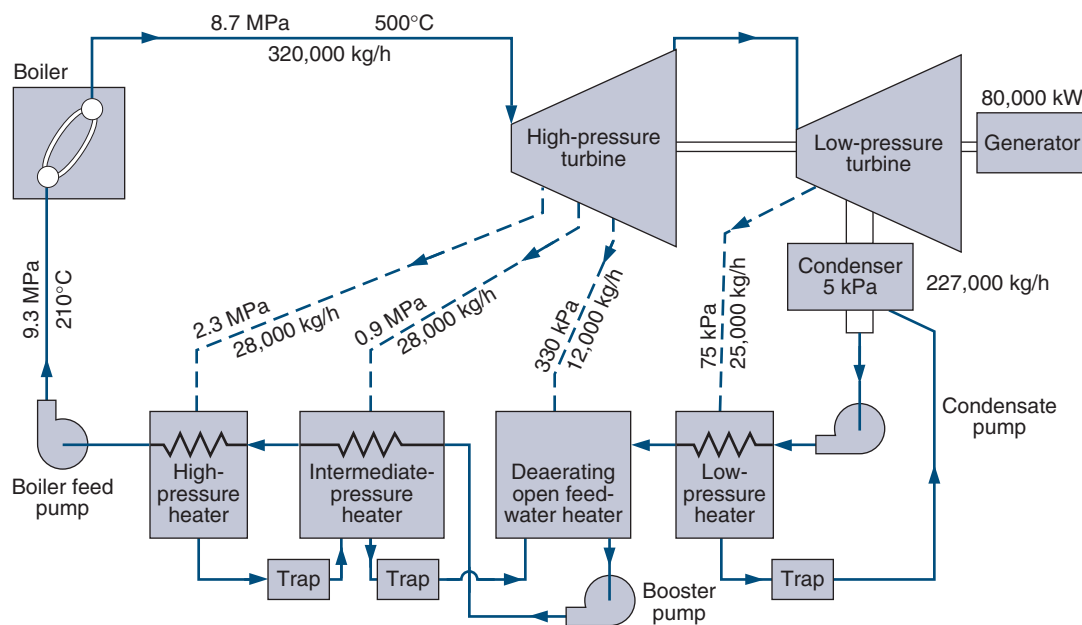 8.7 MPa 500°C
320,000 kg/h
Boiler
80,000 kW
High-pressure
turbine
Low-pressure
turbine
Generator
Condenser
5 kPa
227,000 kg/h
9.3 MPa
210°C
2.3 MPa
28,000 kg/h
0.9 MPa
28,000 kg/h
330 kPa
12,000 kg/h
75 kPa
25,000 kg/h
Condensate
pump
High-
pressure
heater
Intermediate-
pressure
heater
Deaerating
open feed-
water heater
Low-
pressure
heater
Boiler feed
pump
Trap
Trap
Trap
Booster
pump